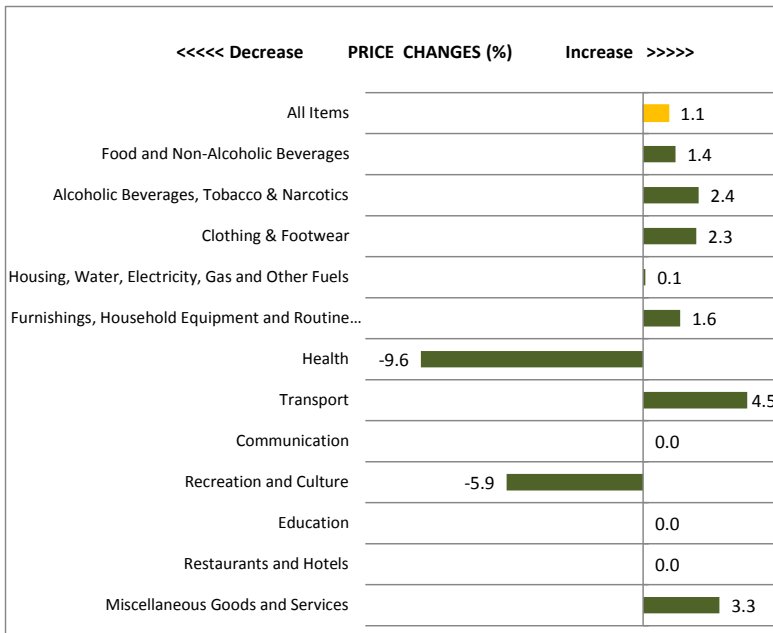 <<<<< Decrease PRICE CHANGES (%) Increase >>>>>
All Items 1.1
Food and Non-Alcoholic Beverages 1.4
Alcoholic Beverages, Tobacco & Narcotics 2.4
Clothing & Footwear 2.3
Housing, Water, Electricity, Gas and Other Fuels 0.1
Furnishings, Household Equipment and Routine... 1.6
Health -9.6
Transport 4.5
Communication 0.0
Recreation and Culture -5.9
Education 0.0
Restaurants and Hotels 0.0
Miscellaneous Goods and Services 3.3